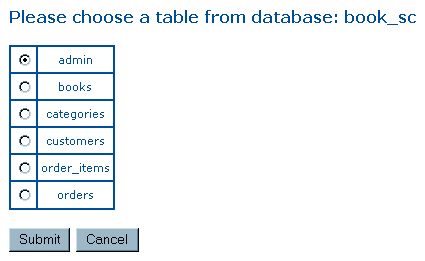 Please choose a table from database: book_sc
admin
books
categories
customers
order_items
orders
Submit Cancel